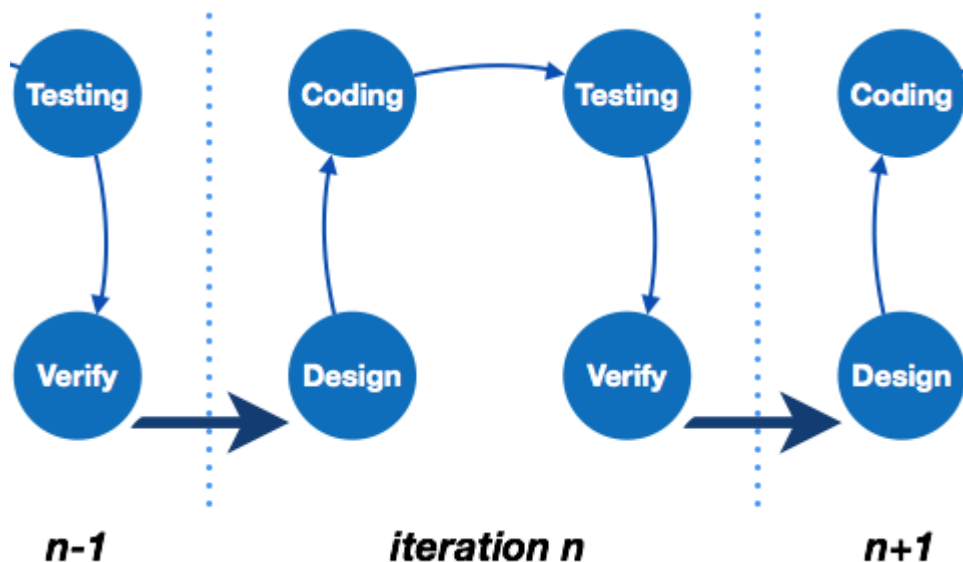 Testing
Coding
Testing
Coding
Verify
Design
Verify
Design
n-1
iteration n
n+1